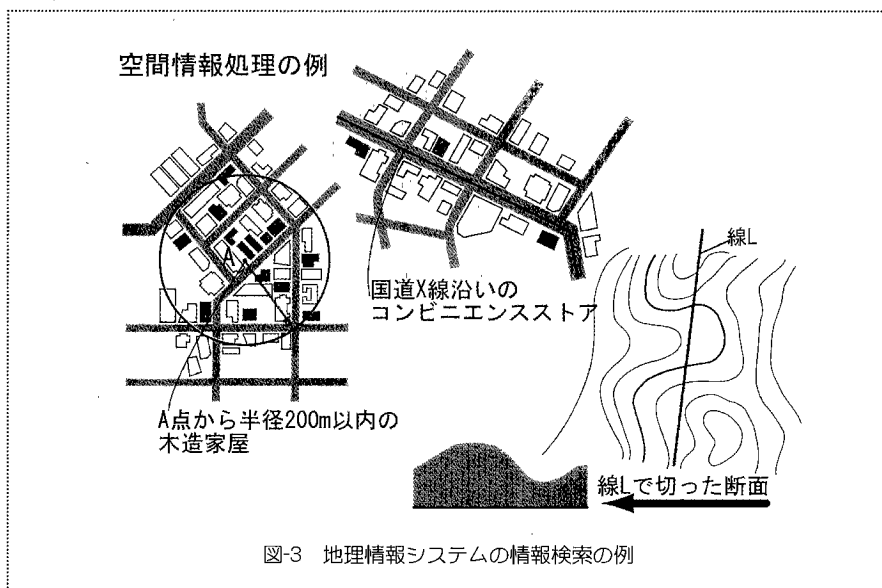 空間情報処理の例
A
A点から半径200m以内の
木造家屋
国道X線沿いの
コンビニエンスストア
線L
線Lで切った断面
図-3 地理情報システムの情報検索の例